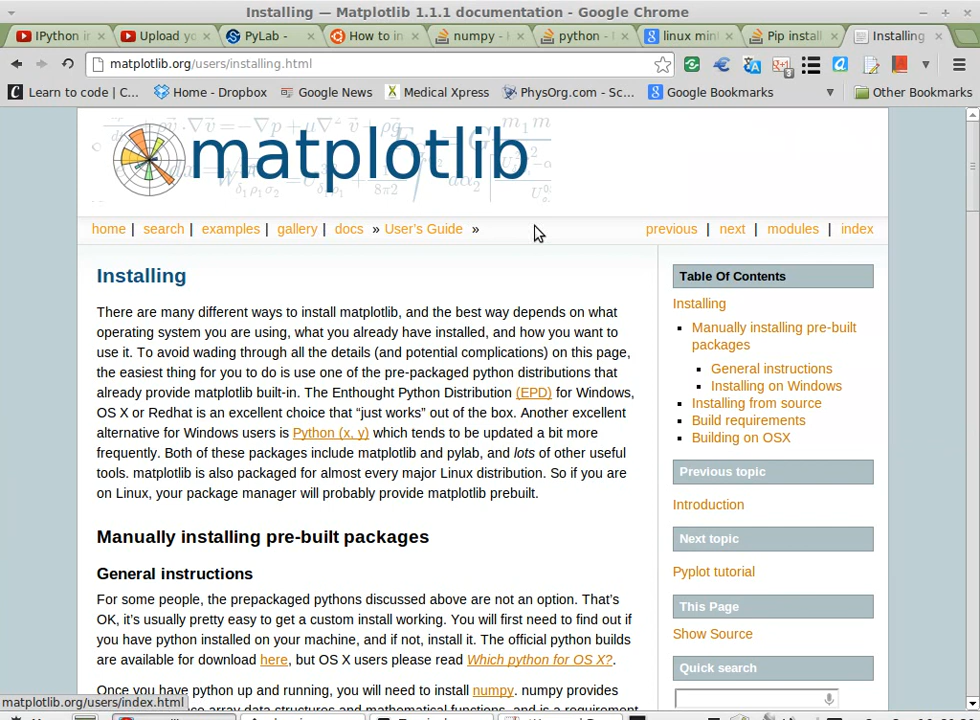 Installing — Matplotlib 1.1.1 documentation - Google Chrome
IPython in
Upload yo
PyLab -
How to in
numpy -
python -
linux min
Pip install
Installing
matplotlib.org/users/installing.html
Learn to code | C...
Home - Dropbox
Google News
Medical Xpress
PhysOrg.com - Sc...
Google Bookmarks
Other Bookmarks
matplotlib
home | search | examples | gallery | docs » User's Guide »
previous | next | modules | index
Installing
There are many different ways to install matplotlib, and the best way depends on what
operating system you are using, what you already have installed, and how you want to
use it. To avoid wading through all the details (and potential complications) on this page,
the easiest thing for you to do is use one of the pre-packaged python distributions that
already provide matplotlib built-in. The Enthought Python Distribution (EPD) for Windows,
OS X or Redhat is an excellent choice that “just works” out of the box. Another excellent
alternative for Windows users is Python (x, y) which tends to be updated a bit more
frequently. Both of these packages include matplotlib and pylab, and lots of other useful
tools. matplotlib is also packaged for almost every major Linux distribution. So if you are
on Linux, your package manager will probably provide matplotlib prebuilt.
Manually installing pre-built packages
General instructions
For some people, the prepackaged pythons discussed above are not an option. That's
OK, it's usually pretty easy to get a custom install working. You will first need to find out if
you have python installed on your machine, and if not, install it. The official python builds
are available for download here, but OS X users please read Which python for OS X?.
Once you have python up and running, you will need to install numpy. numpy provides
Table Of Contents
Installing
Manually installing pre-built
packages
General instructions
Installing on Windows
Installing from source
Build requirements
Building on OSX
Previous topic
Introduction
Next topic
Pyplot tutorial
This Page
Show Source
Quick search
matplotlib.org/users/index.html